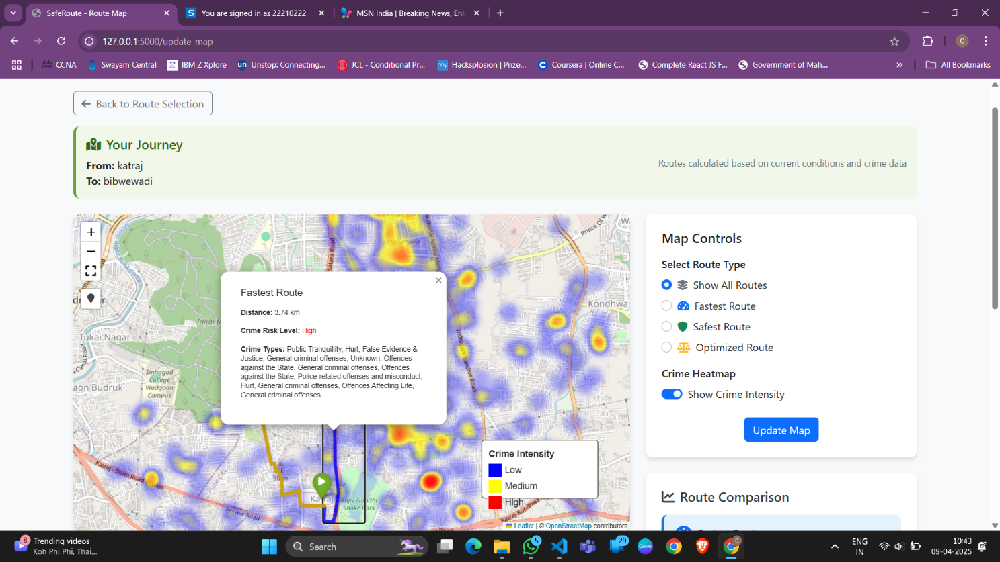 SafeRoute - Route Map
You are signed in as 22210222
MSN India | Breaking News, Ent
127.0.0.1:5000/update_map
C
CCNA
Swayam Central
IBM Z Xplore
Unstop: Connecting...
JCL - Conditional Pr...
Hacksplosion | Prize...
Coursera | Online C...
Complete React JS F...
Government of Mah...
All Bookmarks
Back to Route Selection
Your Journey
From: katraj
To: bibwewadi
Routes calculated based on current conditions and crime data
+
−
Satara Road
Marketyard
Prince Of W
Kondhwa
Tukai Nagar
Sinhagad
College
Wadgaon
Campus
aon Budruk
Taljai
Fastest Route
Distance: 3.74 km
Crime Risk Level: High
Crime Types: Public Tranquillity, Hurt, False Evidence &
Justice, General criminal offenses, Unknown, Offences
against the State, General criminal offenses, Offences
against the State, Police-related offenses and misconduct,
Hurt, General criminal offenses, Offences Affecting Life,
General criminal offenses
Katraj - Dehu Road Bypass
Service Road
Katraj
Rajiv Gandhi
Snake Park
Crime Intensity
Low
Medium
High
Leaflet | © OpenStreetMap contributors
Map Controls
Select Route Type
Show All Routes
Fastest Route
Safest Route
Optimized Route
Crime Heatmap
Show Crime Intensity
Update Map
Route Comparison
8
Trending videos
Koh Phi Phi, Thai...
Search
5
29
Canva
ENG
IN
10:43
09-04-2025